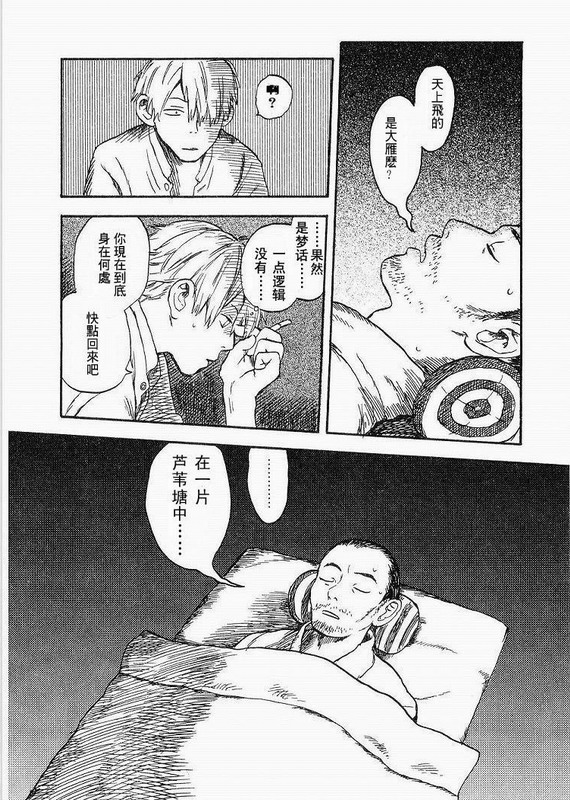 天上飛的
是大雁麽？
啊？
……果然
是梦话……
一点逻辑
没有……
你現在到底
身在何處
快點回來吧
…………
在一片
芦苇塘中……